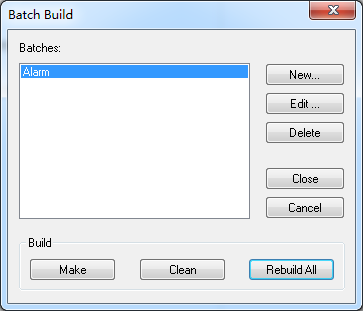 Batch Build
Batches:
Alarm
New...
Edit ...
Delete
Close
Cancel
Build
Make
Clean
Rebuild All